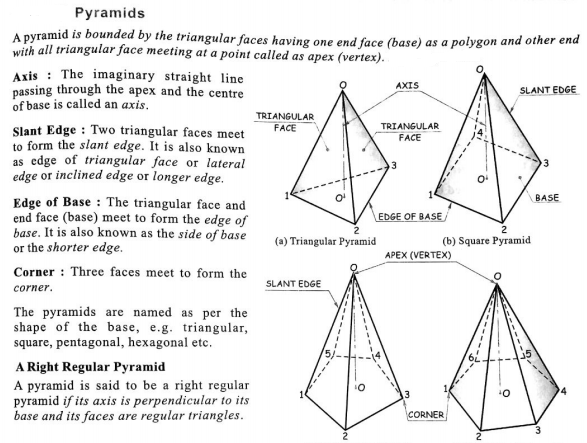 Pyramids
A pyramid is bounded by the triangular faces having one end face (base) as a polygon and other end
with all triangular face meeting at a point called as apex (vertex).
Axis : The imaginary straight line
passing through the apex and the centre
of base is called an axis.
Slant Edge : Two triangular faces meet
to form the slant edge. It is also known
as edge of triangular face or lateral
edge or inclined edge or longer edge.
Edge of Base : The triangular face and
end face (base) meet to form the edge of
base. It is also known as the side of base
or the shorter edge.
Corner : Three faces meet to form the
corner.
The pyramids are named as per the
shape of the base, e.g. triangular,
square, pentagonal, hexagonal etc.
A Right Regular Pyramid
A pyramid is said to be a right regular
pyramid if its axis is perpendicular to its
base and its faces are regular triangles.
O
AXIS
O
SLANT EDGE
TRIANGULAR
FACE
TRIANGULAR
FACE
4
3
3
1
O
1
O
BASE
2
EDGE OF BASE
2
(a) Triangular Pyramid
(b) Square Pyramid
APEX (VERTEX)
SLANT EDGE
O
O
5
4
6
5
1
O
3
1
O
4
CORNER
2
2
3